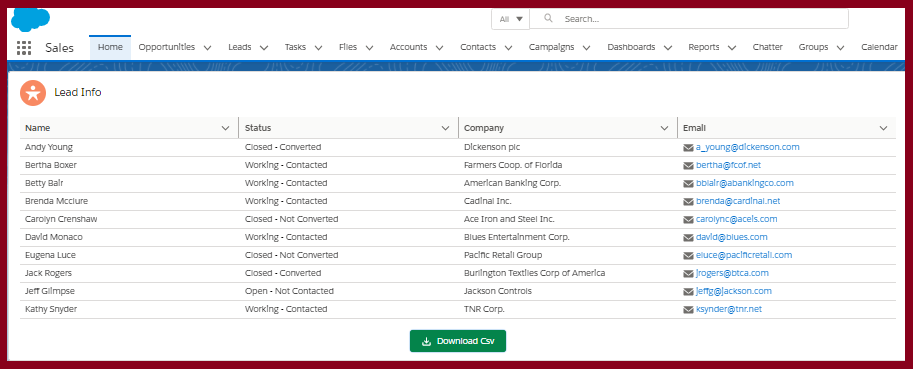 All Search...
Sales Home Opportunities Leads Tasks Files Accounts Contacts Campaigns Dashboards Reports Chatter Groups Calendar
Lead Info
Name Status Company Email
Andy Young Closed - Converted Dickenson plc a_young@dickenson.com
Bertha Boxer Working - Contacted Farmers Coop. of Florida bertha@fcof.net
Betty Bair Working - Contacted American Banking Corp. bblair@abankingco.com
Brenda Mcclure Working - Contacted Cadinal Inc. brenda@cardinal.net
Carolyn Crenshaw Closed - Not Converted Ace Iron and Steel Inc. carolync@aceis.com
David Monaco Working - Contacted Blues Entertainment Corp. david@blues.com
Eugena Luce Closed - Not Converted Pacific Retail Group eluce@pacificretail.com
Jack Rogers Closed - Converted Burlington Textiles Corp of America jrogers@btca.com
Jeff Glimpse Open - Not Contacted Jackson Controls jeffg@jackson.com
Kathy Snyder Working - Contacted TNR Corp. ksynder@tnr.net
Download Csv